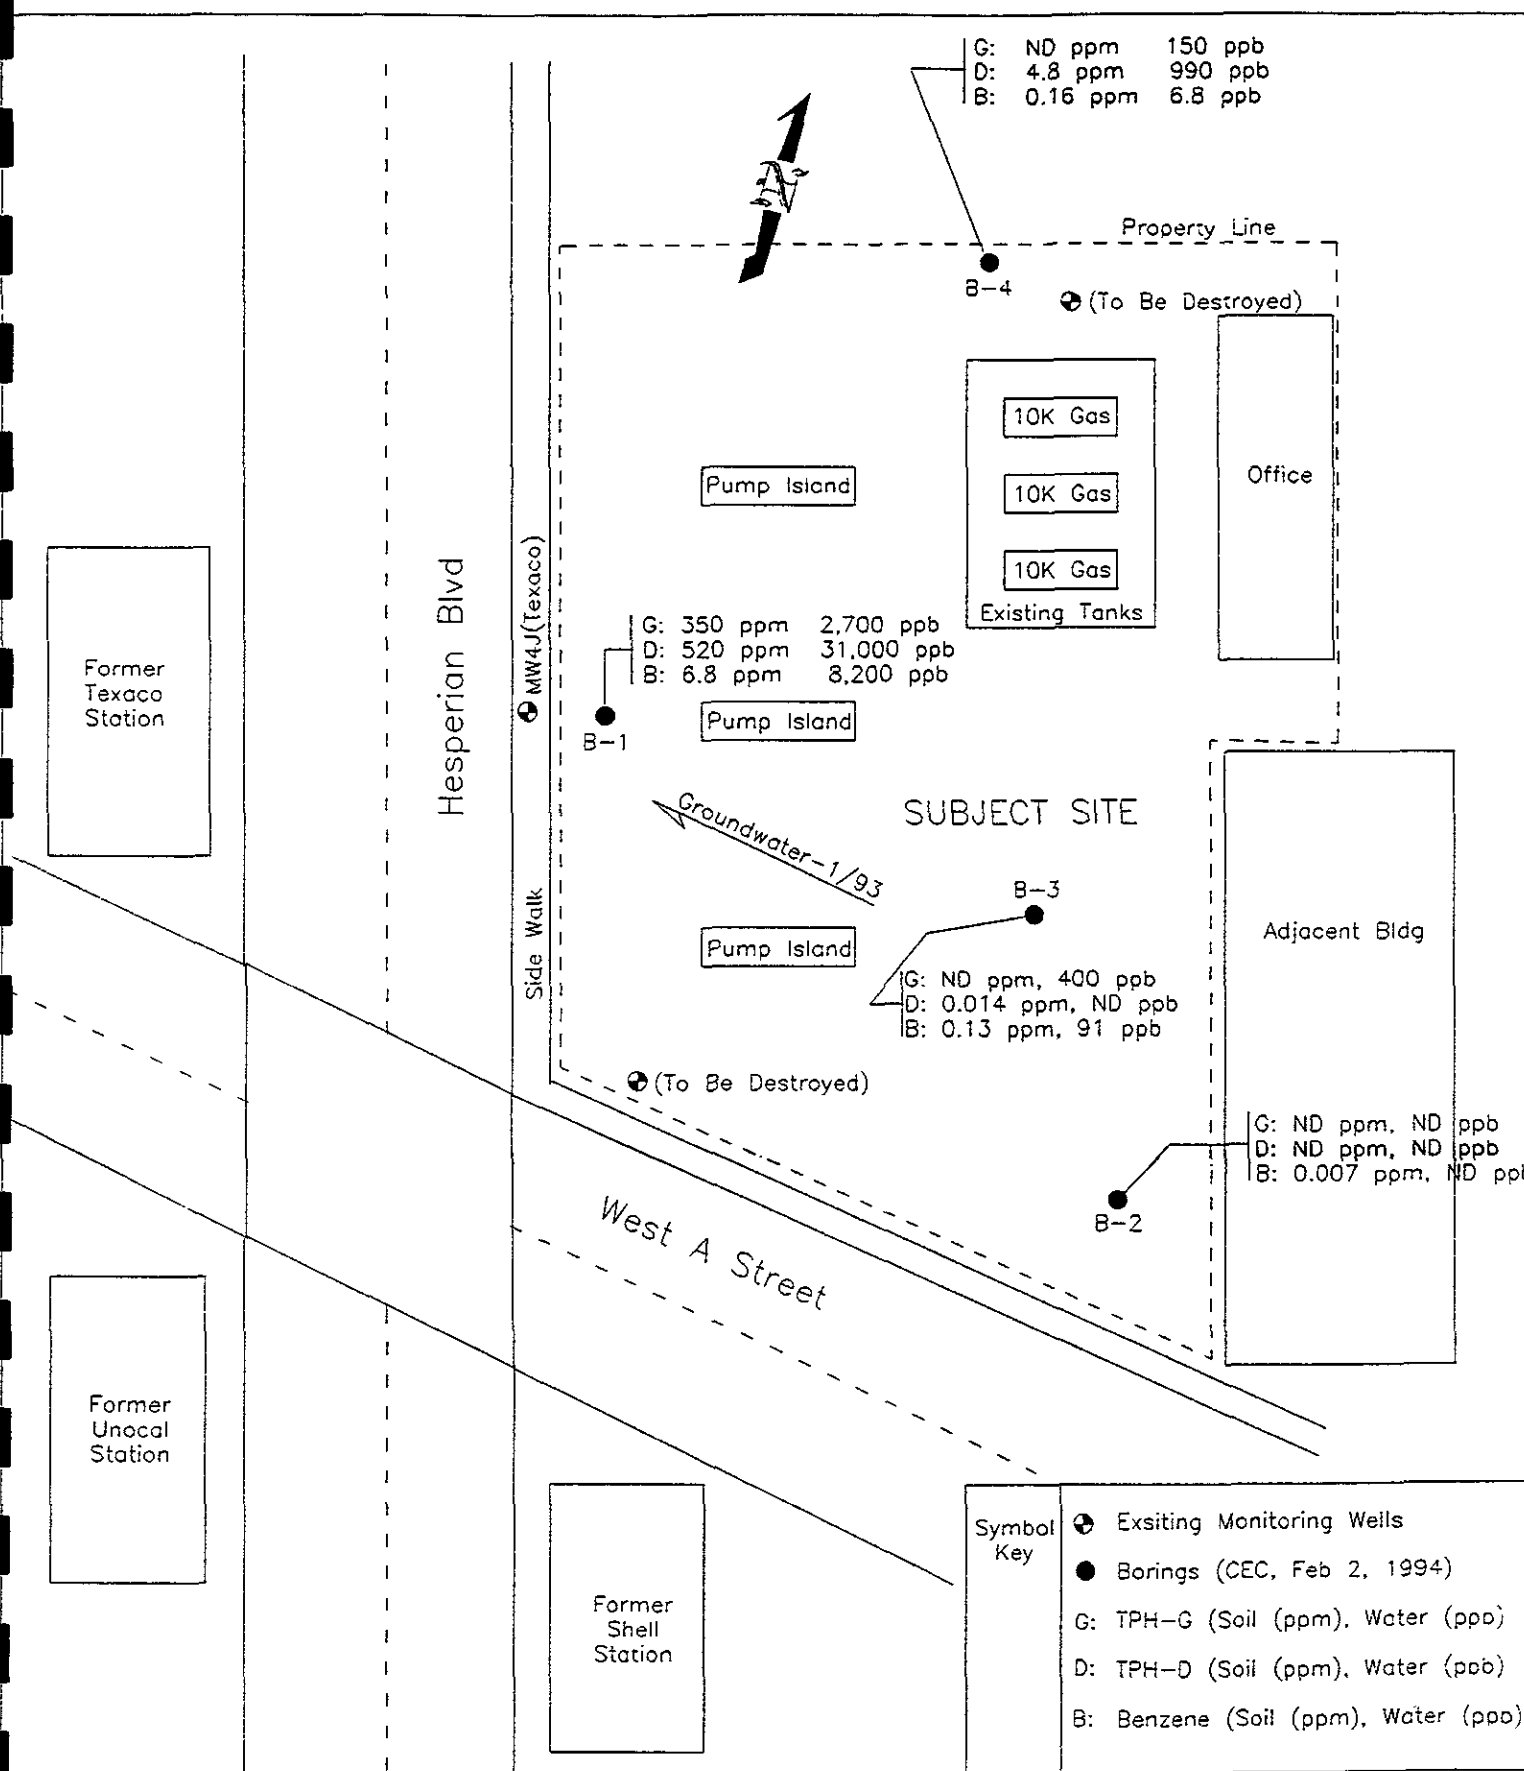 G: ND ppm 150 ppb
D: 4.8 ppm 990 ppb
B: 0.16 ppm 6.8 ppb
N
Property Line
B-4
(To Be Destroyed)
10K Gas
10K Gas
10K Gas
Existing Tanks
Office
Pump Island
MW4J(Texaco)
Hesperian Blvd
G: 350 ppm 2,700 ppb
D: 520 ppm 31,000 ppb
B: 6.8 ppm 8,200 ppb
Former
Texaco
Station
B-1
Pump Island
Groundwater-1/93
SUBJECT SITE
B-3
Side Walk
Pump Island
Adjacent Bldg
G: ND ppm, 400 ppb
D: 0.014 ppm, ND ppb
B: 0.13 ppm, 91 ppb
(To Be Destroyed)
G: ND ppm, ND ppb
D: ND ppm, ND ppb
B: 0.007 ppm, ND pp
B-2
West A Street
Former
Unocal
Station
Former
Shell
Station
Symbol
Key
Exsiting Monitoring Wells
Borings (CEC, Feb 2, 1994)
G: TPH-G (Soil (ppm), Water (ppb)
D: TPH-D (Soil (ppm), Water (ppb)
B: Benzene (Soil (ppm), Water (ppb)